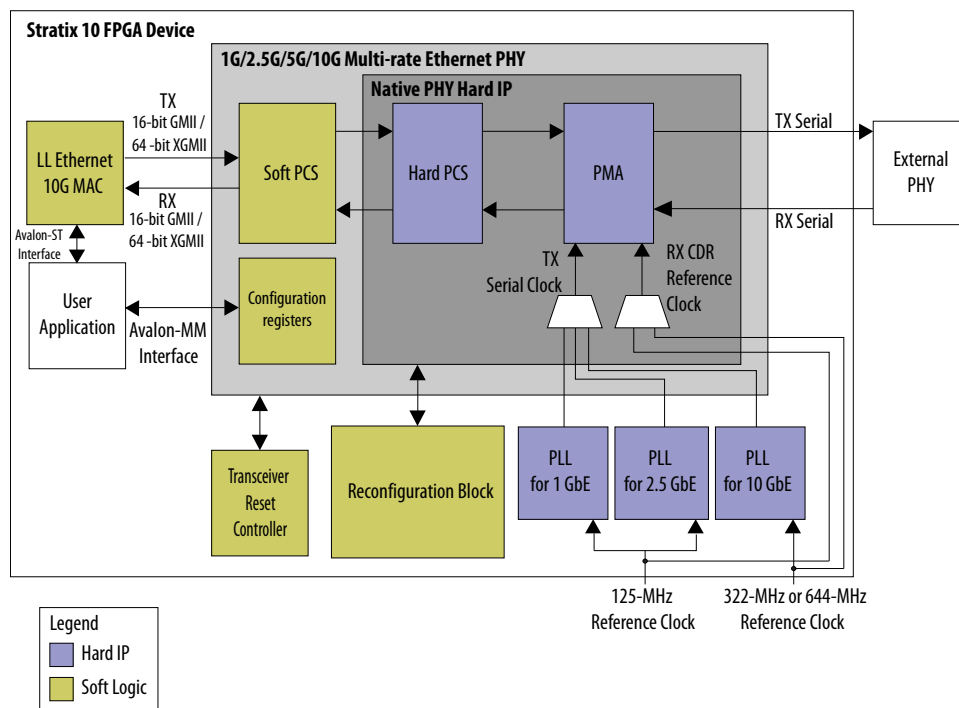 Stratix 10 FPGA Device
1G/2.5G/5G/10G Multi-rate Ethernet PHY
Native PHY Hard IP
TX
16-bit GMII /
64 -bit XGMII
LL Ethernet
10G MAC
RX
16-bit GMII /
64 -bit XGMII
Soft PCS
Hard PCS
PMA
TX Serial
RX Serial
External
PHY
Avalon-ST
Interface
User
Application
Avalon-MM
Interface
Configuration
registers
TX
Serial Clock
RX CDR
Reference
Clock
Transceiver
Reset
Controller
Reconfiguration Block
PLL
for 1 GbE
PLL
for 2.5 GbE
PLL
for 10 GbE
125-MHz
Reference Clock
322-MHz or 644-MHz
Reference Clock
Legend
Hard IP
Soft Logic